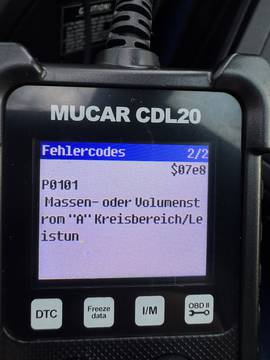 MUCAR CDL20
Fehlercodes 2/2
$07e8
P0101
Massen- oder Volumenst
rom "A" Kreisbereich/Le
istun
DTC
Freeze
data
I/M
OBD II